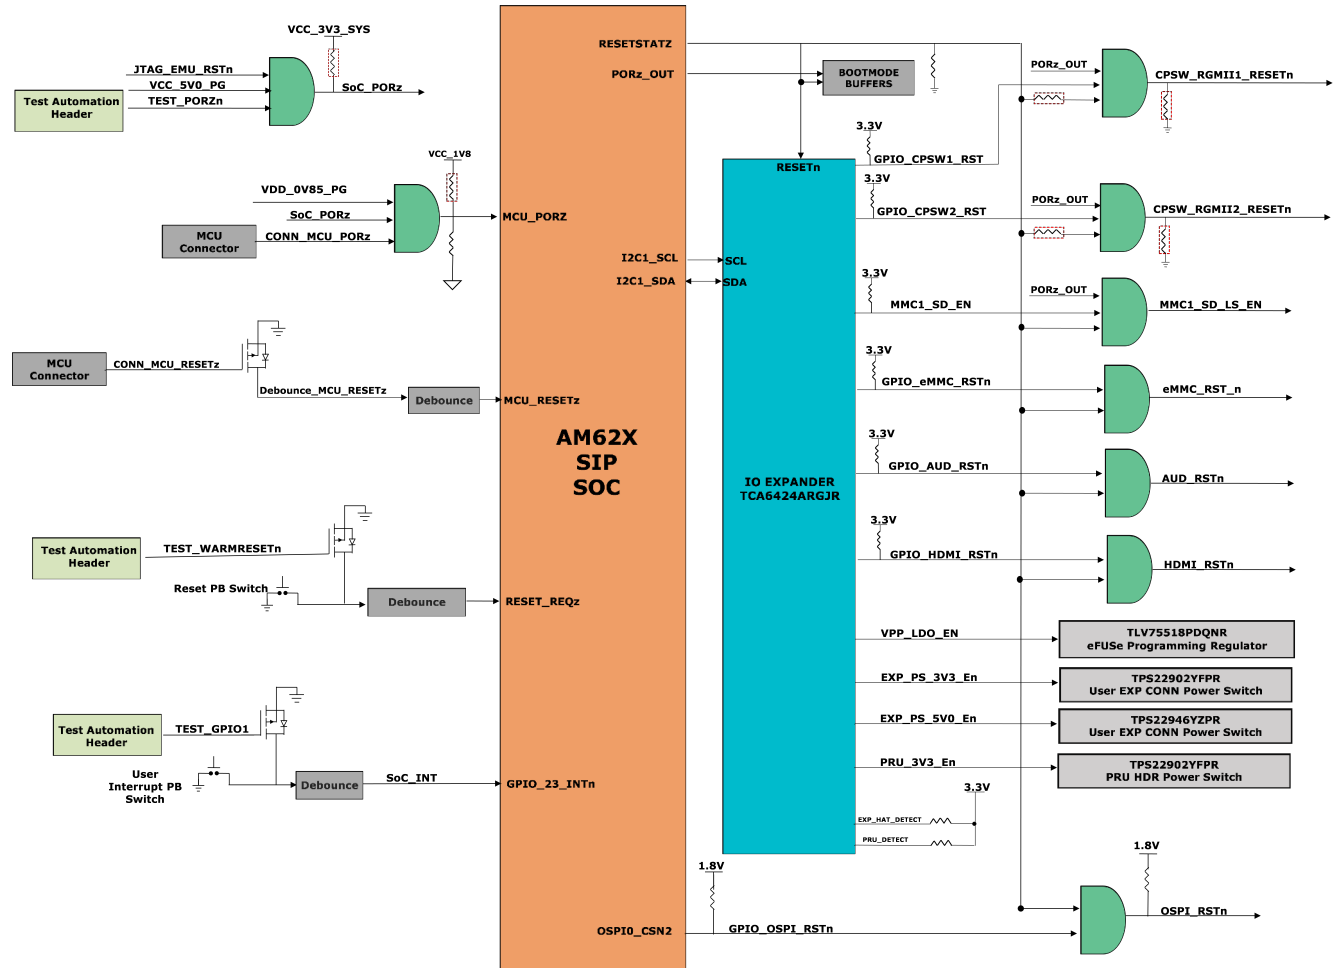 VCC_3V3_SYS
JTAG_EMU_RSTn
VCC_5V0_PG
TEST_PORZn
Test Automation
Header
SoC_PORz
VCC_1V8
VDD_0V85_PG
SoC_PORz
CONN_MCU_PORz
MCU
Connector
MCU
Connector
CONN_MCU_RESETz
Debounce_MCU_RESETz
Debounce
Test Automation
Header
TEST_WARMRESETn
Reset PB Switch
Debounce
Test Automation
Header
TEST_GPIO1
User
Interrupt PB
Switch
Debounce
SoC_INT
RESETSTATZ
PORz_OUT
MCU_PORZ
I2C1_SCL
I2C1_SDA
MCU_RESETz
AM62X
SIP
SOC
RESET_REQz
GPIO_23_INTn
OSPI0_CSN2
BOOTMODE
BUFFERS
RESETn
SCL
SDA
IO EXPANDER
TCA6424ARGJR
3.3V
GPIO_CPSW1_RST
3.3V
GPIO_CPSW2_RST
3.3V
MMC1_SD_EN
3.3V
GPIO_eMMC_RSTn
3.3V
GPIO_AUD_RSTn
3.3V
GPIO_HDMI_RSTn
VPP_LDO_EN
EXP_PS_3V3_En
EXP_PS_5V0_En
PRU_3V3_En
3.3V
EXP_HAT_DETECT
PRU_DETECT
1.8V
GPIO_OSPI_RSTn
PORz_OUT
CPSW_RGMII1_RESETn
PORz_OUT
CPSW_RGMII2_RESETn
PORz_OUT
MMC1_SD_LS_EN
eMMC_RST_n
AUD_RSTn
HDMI_RSTn
TLV75518PDQNR
eFUSe Programming Regulator
TPS22902YFPR
User EXP CONN Power Switch
TPS22946YZPR
User EXP CONN Power Switch
TPS22902YFPR
PRU HDR Power Switch
1.8V
OSPI_RSTn